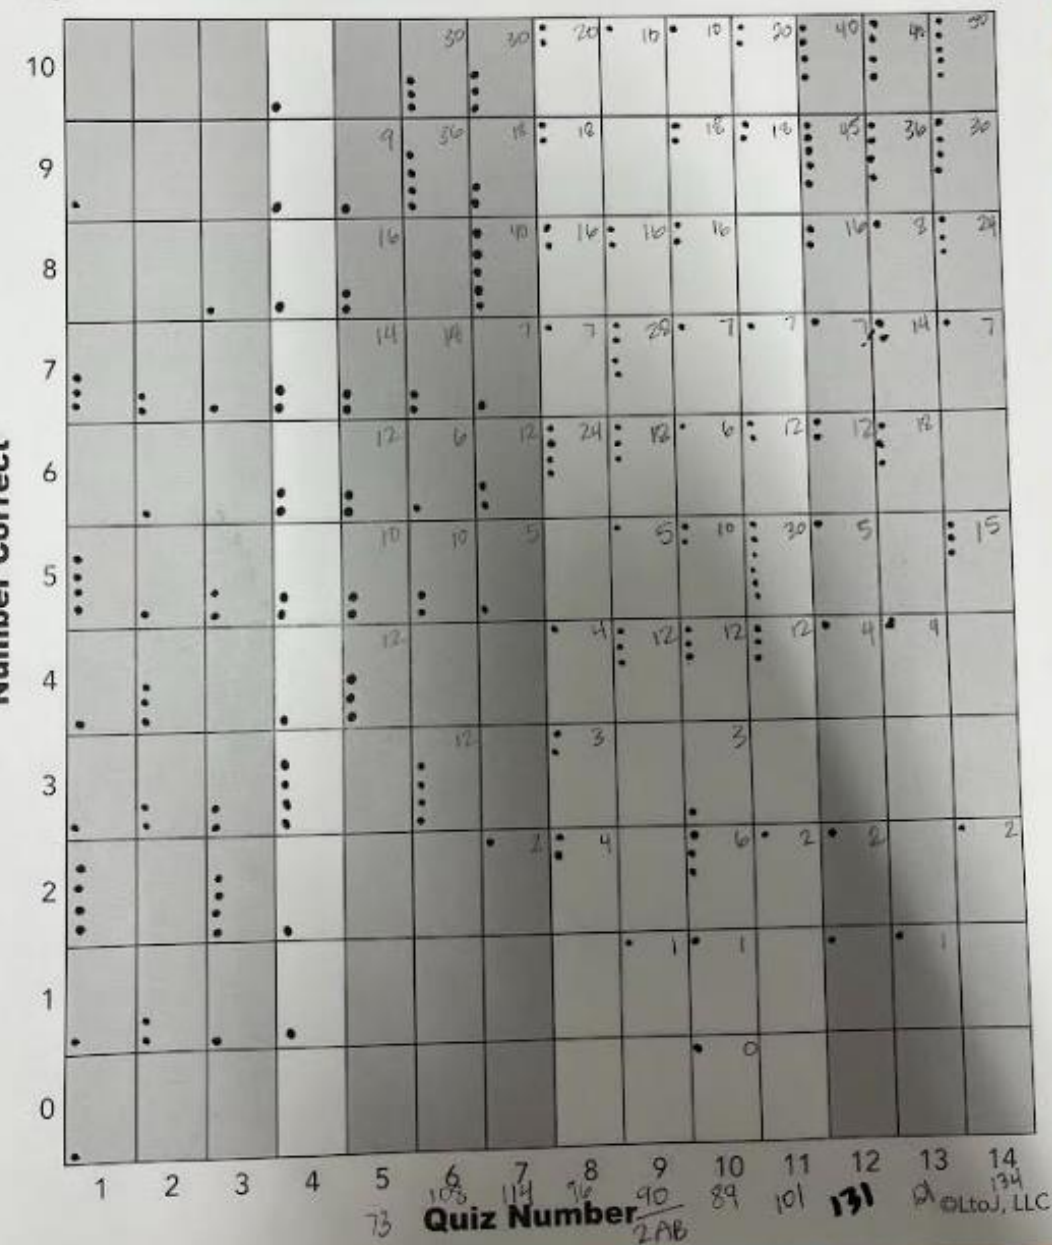 10 30 30 20 10 10 20 40 50
9 9 36 18 18 18 18 45 36 36
8 16 40 16 16 16 16 8 24
7 14 14 7 7 28 7 7 7 14 7
6 12 6 12 24 18 6 12 12 18
5 10 10 5 5 10 30 5 15
4 12 4 12 12 12 4 4
3 12 3 3
2 2 4 6 2 2 2
1 1 1 1
0 0
1 2 3 4 5 6 7 8 9 10 11 12 13 14
73 108 114 96 90 89 101 131 134
Number Correct
Quiz Number
2AB
©LtoJ, LLC